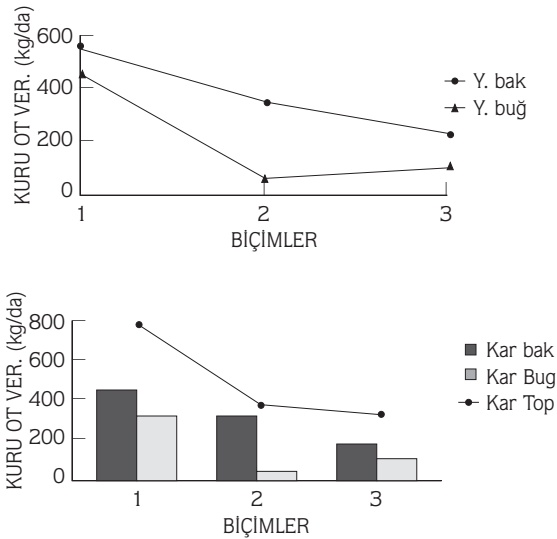 KURU OT VER. (kg/da)
600
400
200
0
1
2
3
BİÇİMLER
Y. bak
Y. buğ
KURU OT VER. (kg/da)
800
600
400
200
0
1
2
3
BİÇİMLER
Kar bak
Kar Bug
Kar Top